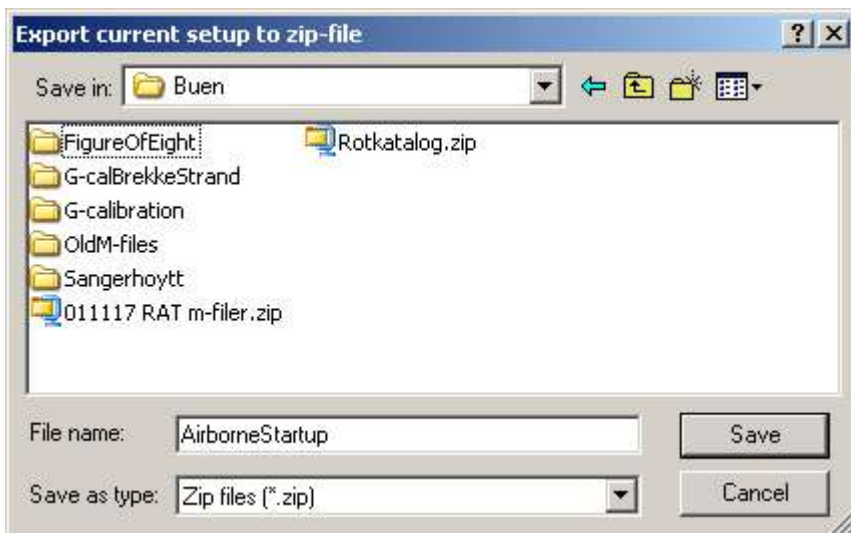 Export current setup to zip-file
Save in: Buen
FigureOfEight
G-calBrekkeStrand
G-calibration
OldM-files
Sangerhoytt
011117 RAT m-filer.zip
Rotkatalog.zip
File name: AirborneStartup
Save
Save as type: Zip files (*.zip)
Cancel